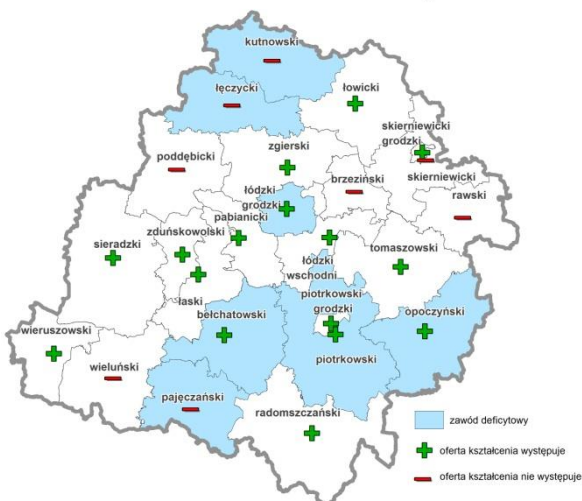 kutnowski
łęczycki
łowicki
skierniewicki
grodzki
zgierski
poddębicki
brzeziński
skierniewicki
rawski
łódzki
grodzki
pabianicki
zduńskowolski
sieradzki
tomaszowski
łódzki
wschodni
łaski
piotrkowski
grodzki
bełchatowski
opoczyński
wieruszowski
piotrkowski
wieluński
pajęczański
radomszczański
zawód deficytowy
oferta kształcenia występuje
oferta kształcenia nie występuje